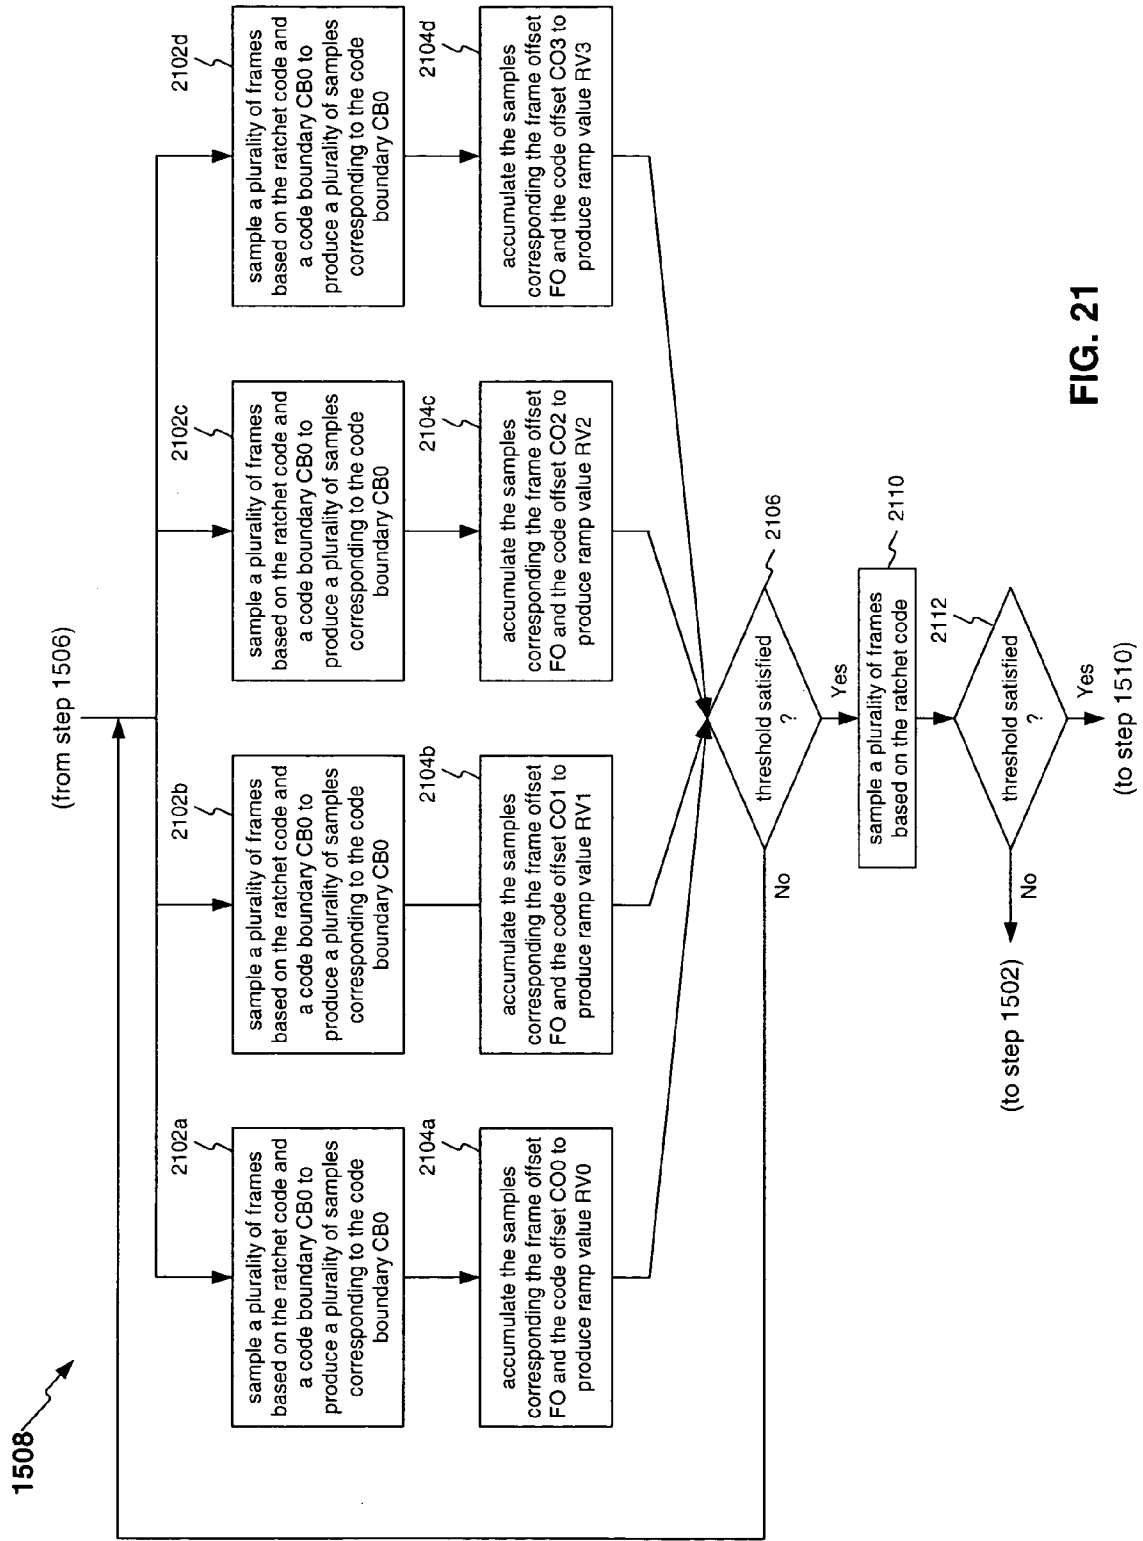 1508
(from step 1506)
2102a
sample a plurality of frames
based on the ratchet code and
a code boundary CB0 to
produce a plurality of samples
corresponding to the code
boundary CB0
2102b
sample a plurality of frames
based on the ratchet code and
a code boundary CB0 to
produce a plurality of samples
corresponding to the code
boundary CB0
2102c
sample a plurality of frames
based on the ratchet code and
a code boundary CB0 to
produce a plurality of samples
corresponding to the code
boundary CB0
2102d
sample a plurality of frames
based on the ratchet code and
a code boundary CB0 to
produce a plurality of samples
corresponding to the code
boundary CB0
2104a
accumulate the samples
corresponding the frame offset
FO and the code offset CO0 to
produce ramp value RV0
2104b
accumulate the samples
corresponding the frame offset
FO and the code offset CO1 to
produce ramp value RV1
2104c
accumulate the samples
corresponding the frame offset
FO and the code offset CO2 to
produce ramp value RV2
2104d
accumulate the samples
corresponding the frame offset
FO and the code offset CO3 to
produce ramp value RV3
2106
threshold satisfied
?
No
Yes
2110
sample a plurality of frames
based on the ratchet code
2112
threshold satisfied
?
No
(to step 1502)
Yes
(to step 1510)
FIG. 21